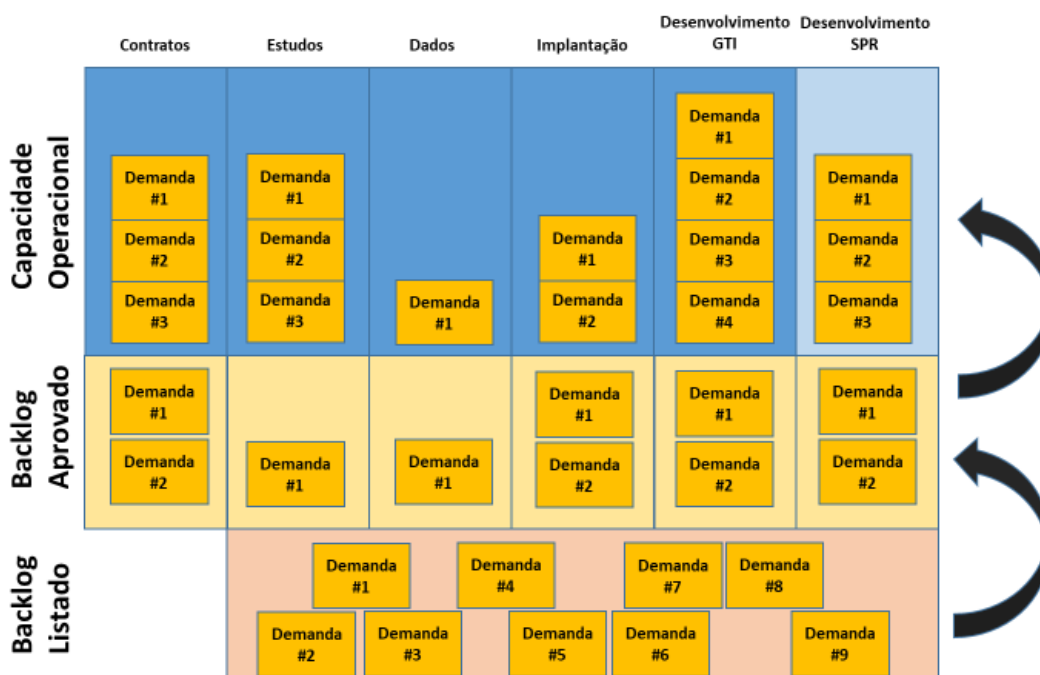 Contratos
Estudos
Dados
Implantação
Desenvolvimento
GTI
Desenvolvimento
SPR
Capacidade
Operacional
Demanda
#1
Demanda
#2
Demanda
#3
Demanda
#1
Demanda
#2
Demanda
#3
Demanda
#1
Demanda
#1
Demanda
#2
Demanda
#1
Demanda
#2
Demanda
#3
Demanda
#4
Demanda
#1
Demanda
#2
Demanda
#3
Backlog
Aprovado
Demanda
#1
Demanda
#2
Demanda
#1
Demanda
#1
Demanda
#1
Demanda
#2
Demanda
#1
Demanda
#2
Demanda
#1
Demanda
#2
Backlog
Listado
Demanda
#1
Demanda
#4
Demanda
#7
Demanda
#8
Demanda
#2
Demanda
#3
Demanda
#5
Demanda
#6
Demanda
#9